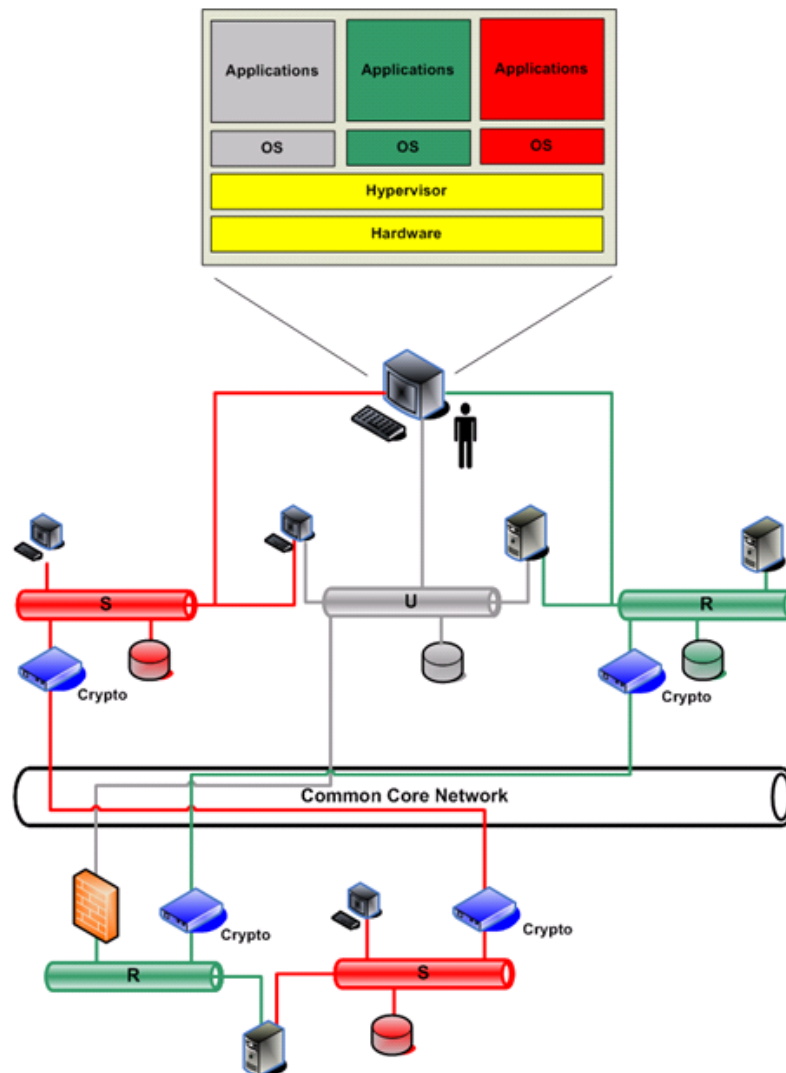 Applications
Applications
Applications
OS
OS
OS
Hypervisor
Hardware
S
U
R
Crypto
Crypto
Common Core Network
Crypto
Crypto
R
S